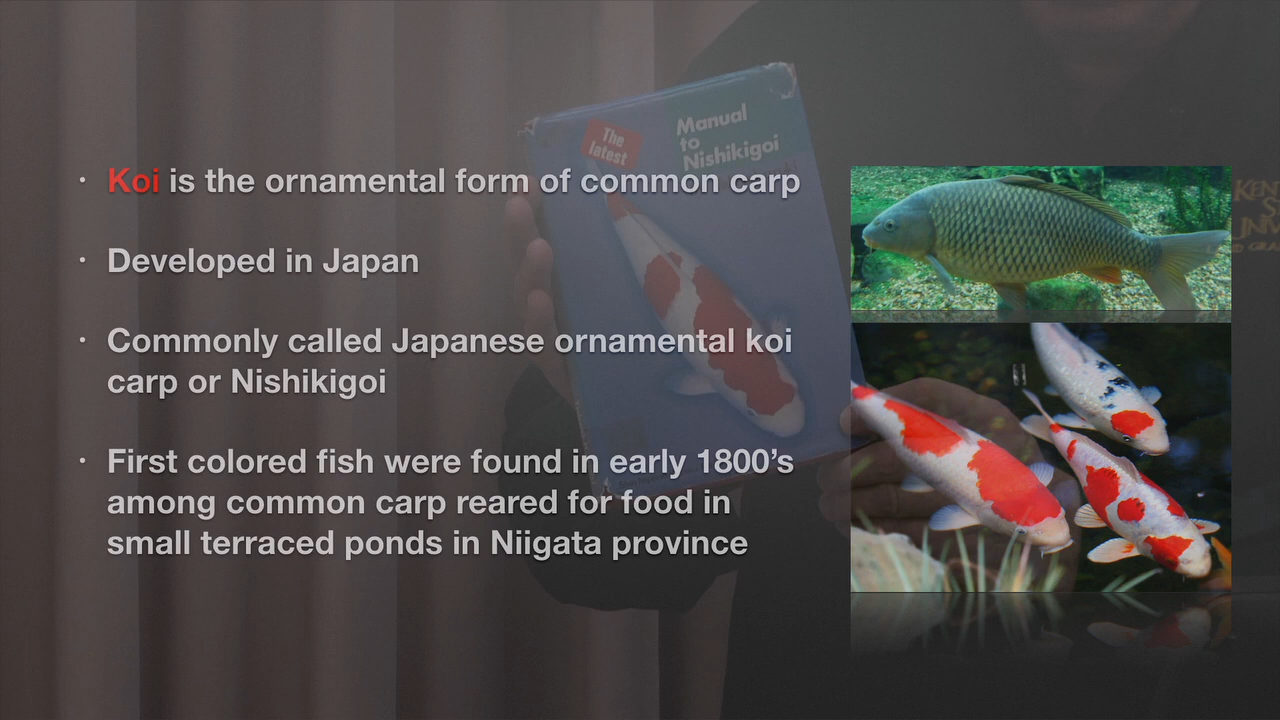 The
latest
Manual
to
Nishikigoi
• Koi is the ornamental form of common carp
• Developed in Japan
• Commonly called Japanese ornamental koi
carp or Nishikigoi
• First colored fish were found in early 1800’s
among common carp reared for food in
small terraced ponds in Niigata province